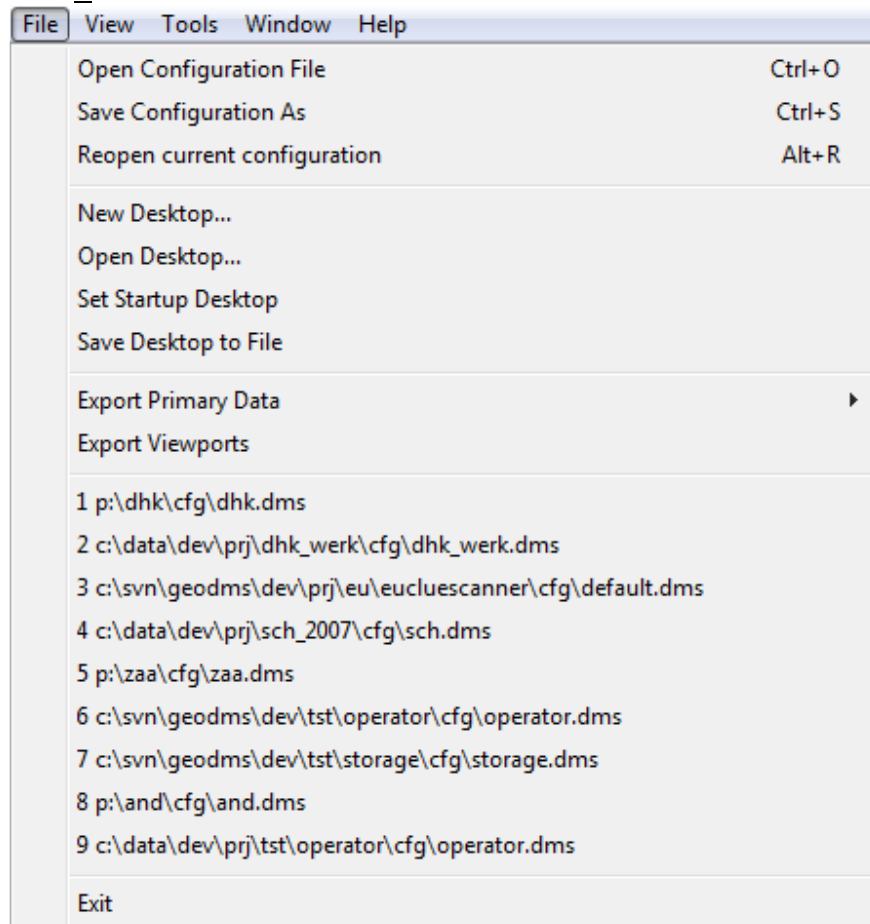 File View Tools Window Help
Open Configuration File Ctrl+O
Save Configuration As Ctrl+S
Reopen current configuration Alt+R
New Desktop...
Open Desktop...
Set Startup Desktop
Save Desktop to File
Export Primary Data
Export Viewports
1 p:\dhk\cfg\dhk.dms
2 c:\data\dev\prj\dhk_werk\cfg\dhk_werk.dms
3 c:\svn\geodms\dev\prj\eu\eucluescanner\cfg\default.dms
4 c:\data\dev\prj\sch_2007\cfg\sch.dms
5 p:\zaa\cfg\zaa.dms
6 c:\svn\geodms\dev\tst\operator\cfg\operator.dms
7 c:\svn\geodms\dev\tst\storage\cfg\storage.dms
8 p:\and\cfg\and.dms
9 c:\data\dev\prj\tst\operator\cfg\operator.dms
Exit